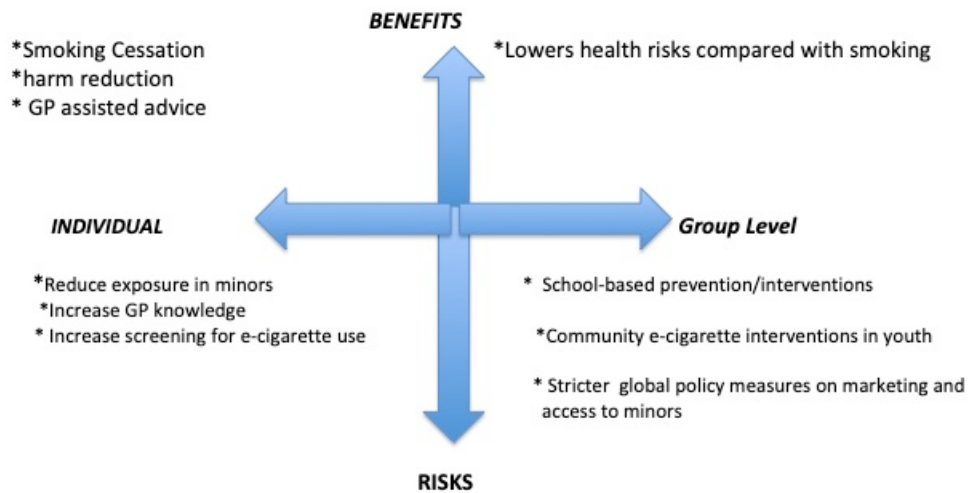 BENEFITS
*Smoking Cessation
*harm reduction
* GP assisted advice
*Lowers health risks compared with smoking
INDIVIDUAL
Group Level
*Reduce exposure in minors
*Increase GP knowledge
* Increase screening for e-cigarette use
* School-based prevention/interventions
*Community e-cigarette interventions in youth
* Stricter global policy measures on marketing and
access to minors
RISKS